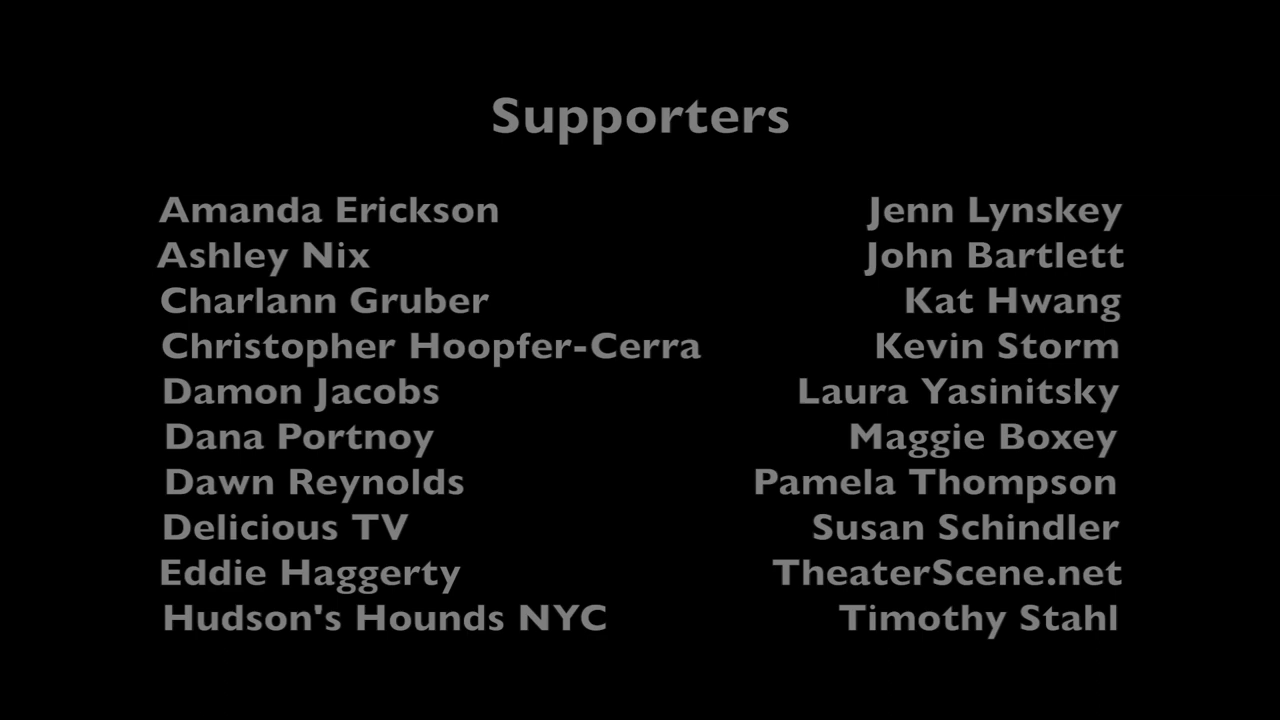 Supporters
Amanda Erickson
Ashley Nix
Charlann Gruber
Christopher Hoopfer-Cerra
Damon Jacobs
Dana Portnoy
Dawn Reynolds
Delicious TV
Eddie Haggerty
Hudson's Hounds NYC
Jenn Lynskey
John Bartlett
Kat Hwang
Kevin Storm
Laura Yasinitsky
Maggie Boxey
Pamela Thompson
Susan Schindler
TheaterScene.net
Timothy Stahl